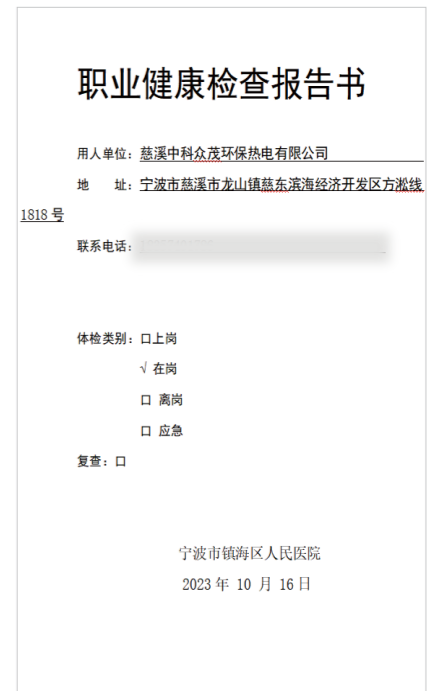 职业健康检查报告书
用人单位：慈溪中科众茂环保热电有限公司
地 址：宁波市慈溪市龙山镇慈东滨海经济开发区方淞线
1818 号
联系电话：
体检类别：口上岗
√ 在岗
口 离岗
口 应急
复查：口
宁波市镇海区人民医院
2023 年 10 月 16 日